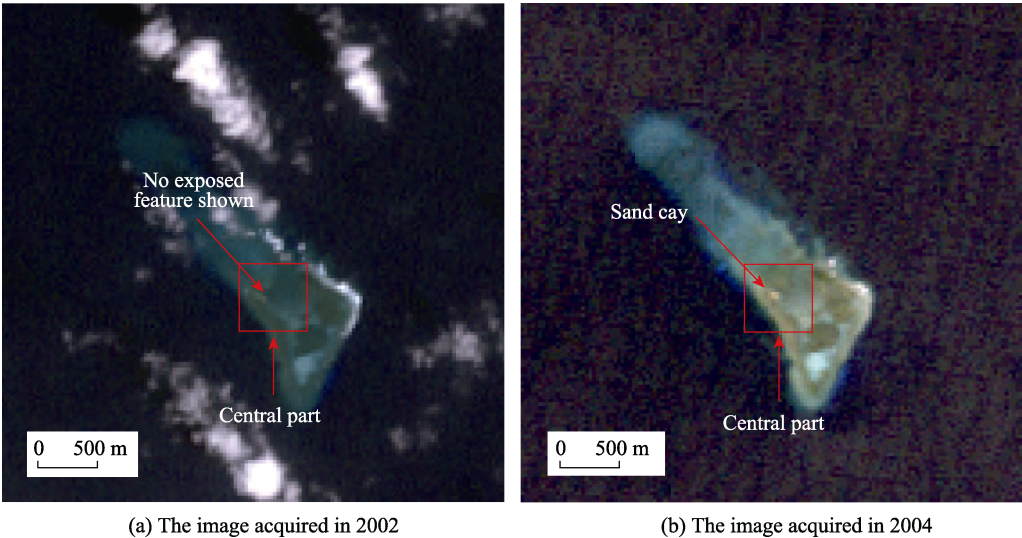 No exposed
feature shown
Central part
0 500 m
(a) The image acquired in 2002
Sand cay
Central part
0 500 m
(b) The image acquired in 2004